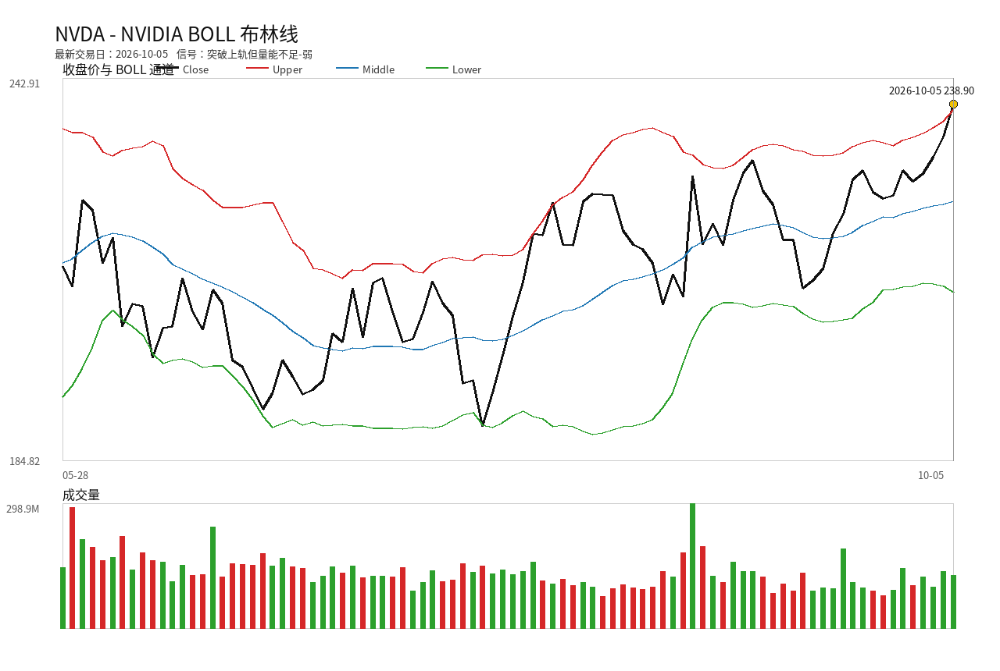 NVDA - NVIDIA BOLL 布林线
最新交易日：2026-10-05 信号：突破上轨但量能不足-弱
收盘价与 BOLL 通道 Close Upper Middle Lower
242.91
2026-10-05 238.90
184.82
05-28 10-05
成交量
298.9M